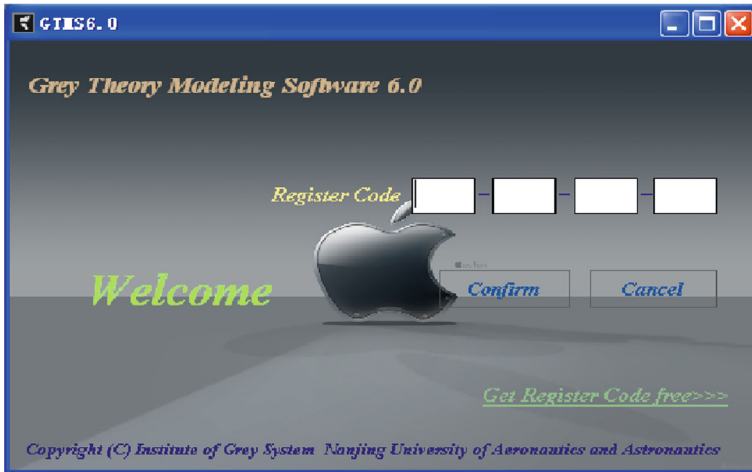 GTMS6.0
Grey Theory Modeling Software 6.0
Register Code - - -
Welcome
Confirm Cancel
Get Register Code free>>>
Copyright (C) Institute of Grey System Nanjing University of Aeronautics and Astronautics